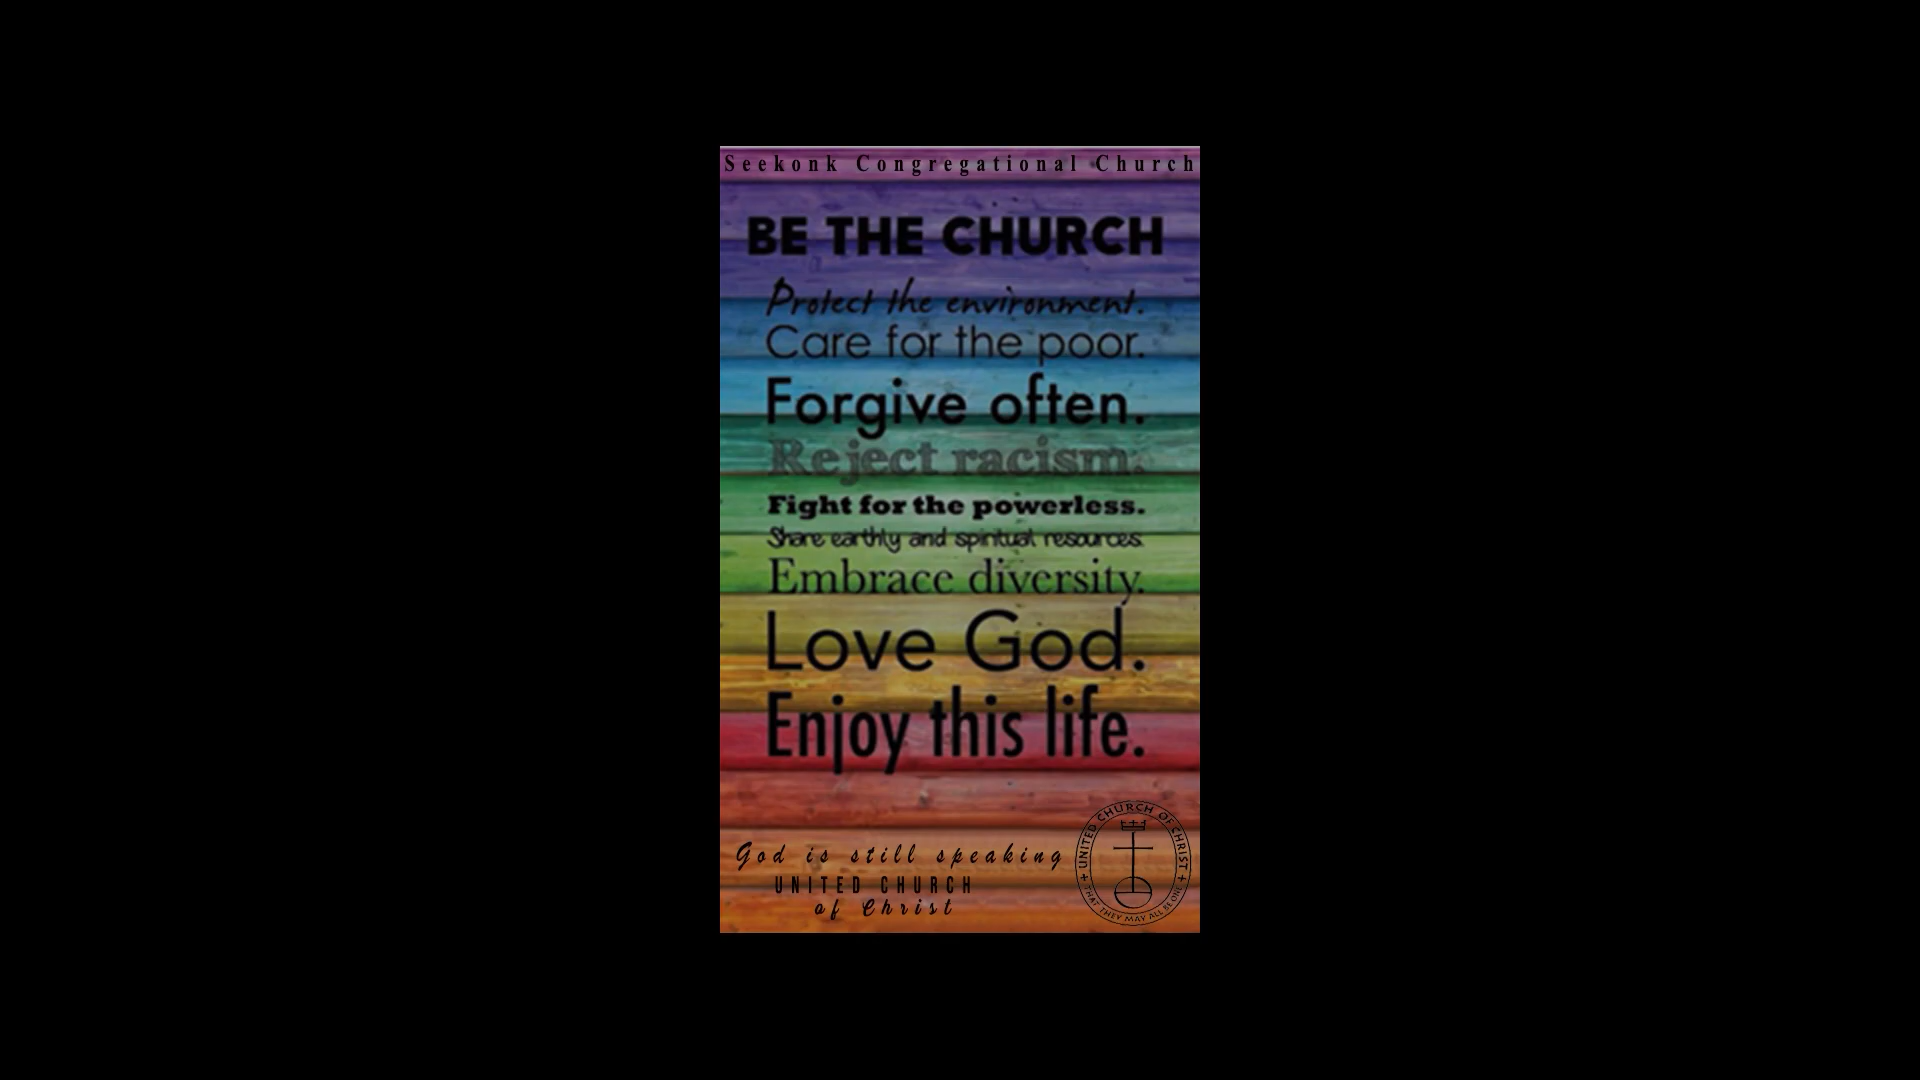 Seekonk Congregational Church
BE THE CHURCH
Protect the environment.
Care for the poor.
Forgive often.
Reject racism.
Fight for the powerless.
Share earthly and spiritual resources.
Embrace diversity.
Love God.
Enjoy this life.
God is still speaking
UNITED CHURCH
of Christ
UNITED CHURCH OF CHRIST
THAT THEY MAY ALL BE ONE